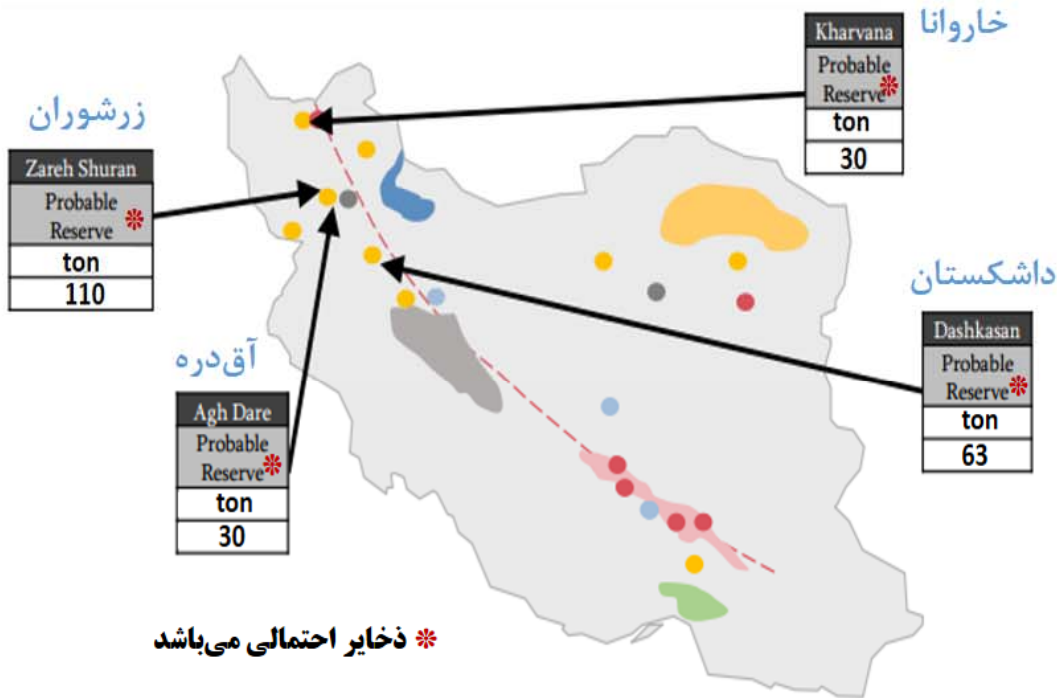 خاروانا
Kharvana
Probable
Reserve*
ton
30
زرشوران
Zareh Shuran
Probable
Reserve *
ton
110
داشکستان
Dashkasan
Probable
Reserve*
ton
63
آق‌دره
Agh Dare
Probable
Reserve*
ton
30
* ذخایر احتمالی می‌باشد